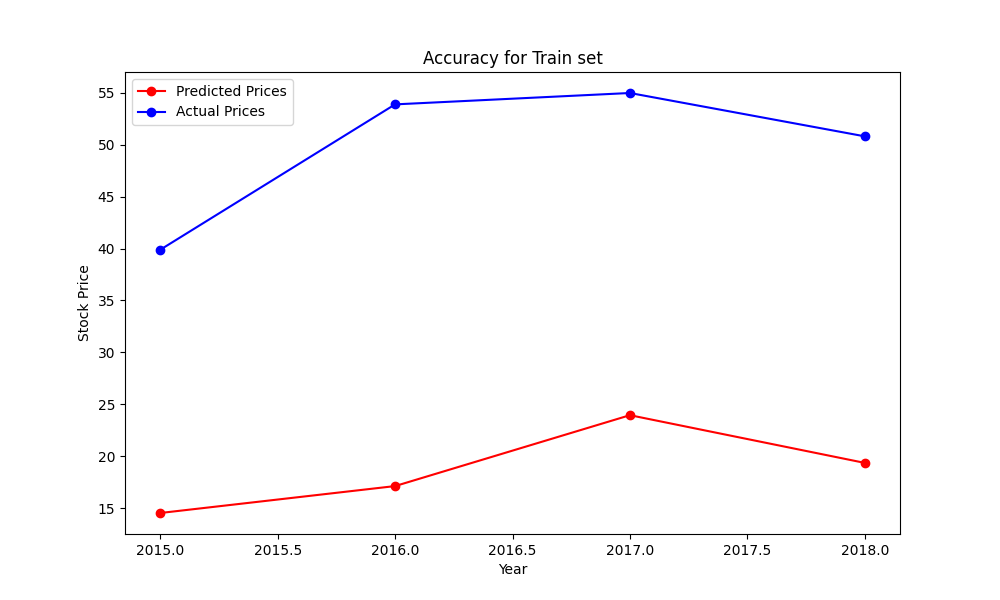 Accuracy for Train set
Predicted Prices
Actual Prices
55
50
45
40
35
30
25
20
15
Stock Price
2015.0 2015.5 2016.0 2016.5 2017.0 2017.5 2018.0
Year